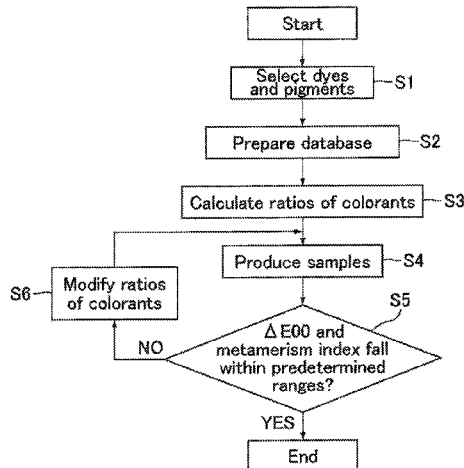 Start
Select dyes
and pigments
S1
Prepare database
S2
Calculate ratios of colorants
S3
Produce samples
S4
S6
Modify ratios
of colorants
S5
Δ E00 and
metamerism index fall
within predetermined
ranges?
NO
YES
End